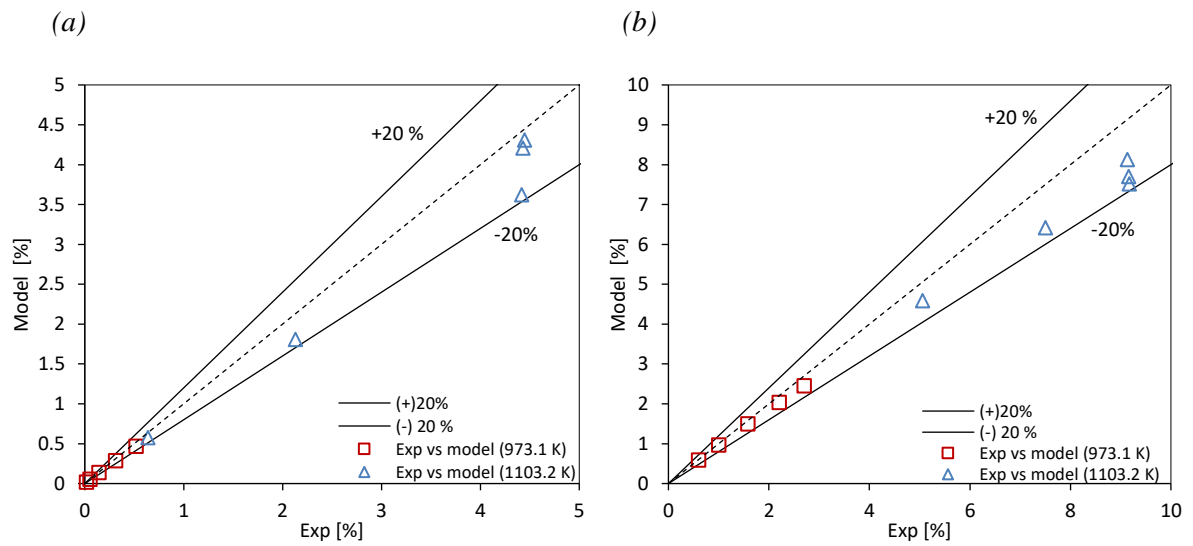 (a)
5
4.5
4
3.5
3
2.5
2
1.5
1
0.5
0
Model [%]
+20 %
-20%
(+)20%
(-) 20 %
Exp vs model (973.1 K)
Exp vs model (1103.2 K)
0 1 2 3 4 5
Exp [%]
(b)
10
9
8
7
6
5
4
3
2
1
0
Model [%]
+20 %
-20%
(+)20%
(-) 20 %
Exp vs model (973.1 K)
Exp vs model (1103.2 K)
0 2 4 6 8 10
Exp [%]